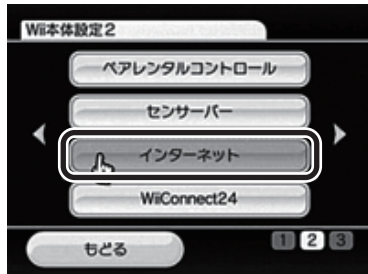 Wii本体設定2
ペアレンタルコントロール
センサーバー
インターネット
WiiConnect24
もどる
1 2 3